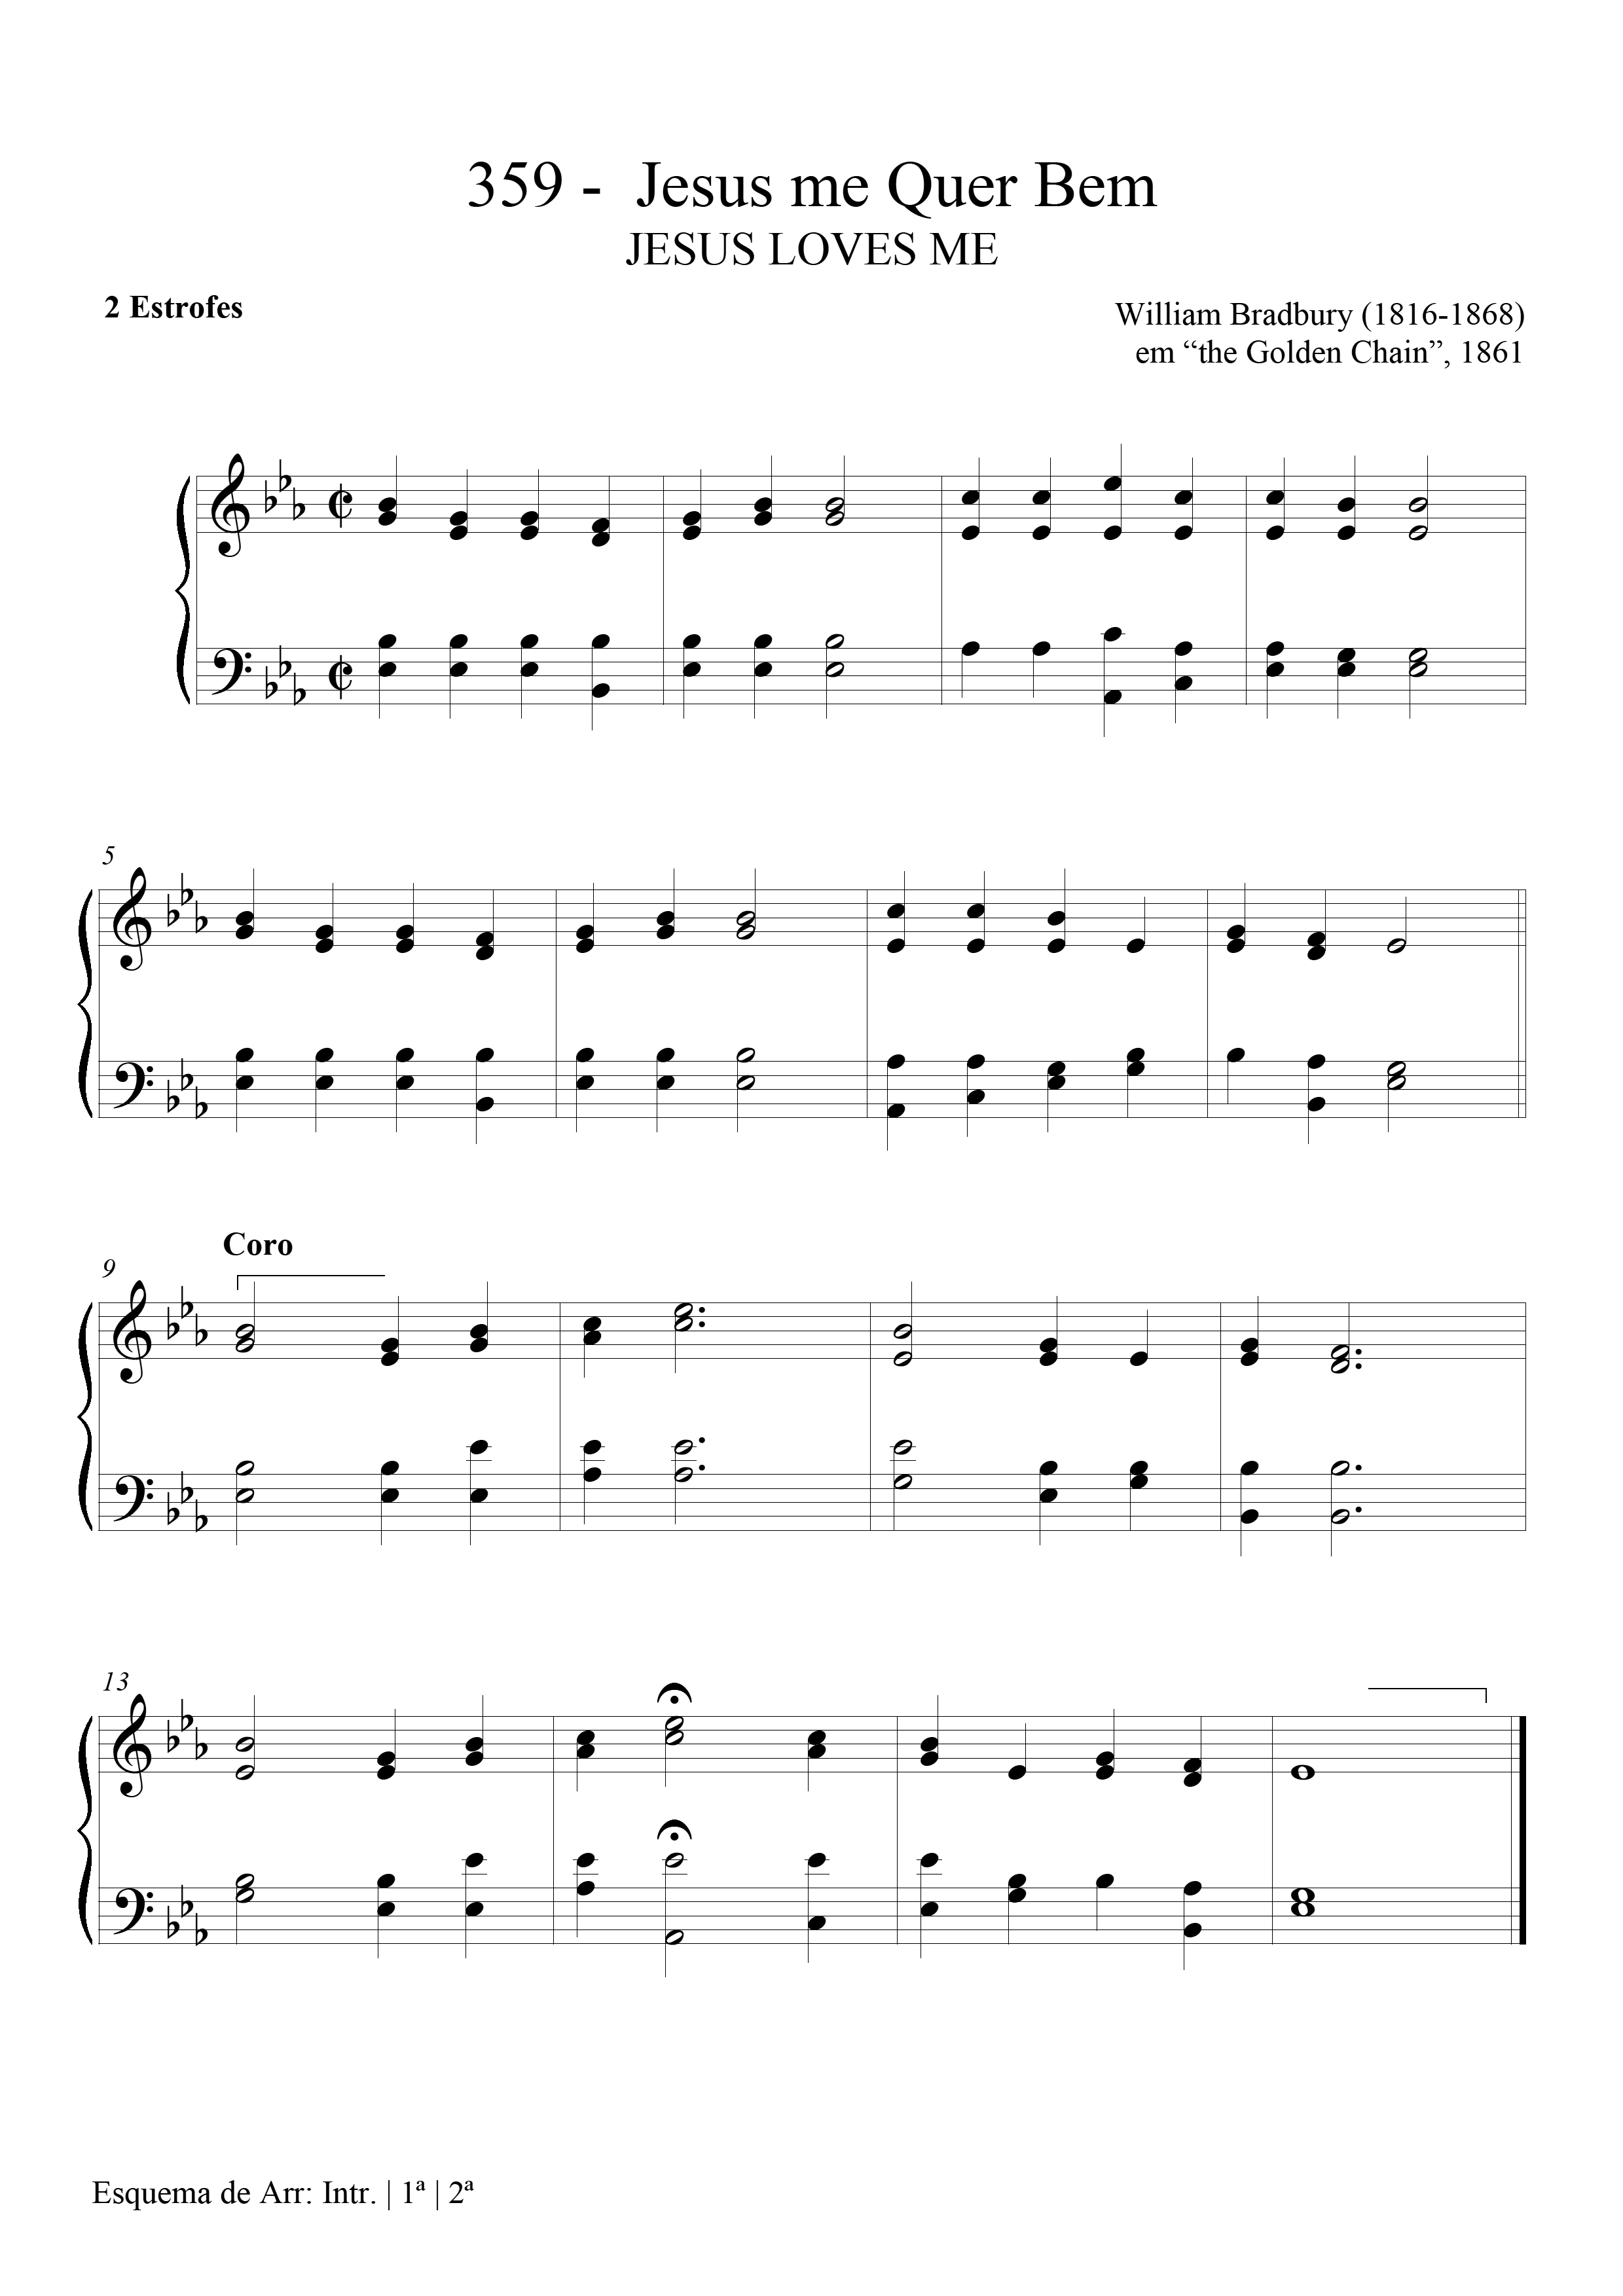 359 - Jesus me Quer Bem
JESUS LOVES ME
2 Estrofes
William Bradbury (1816-1868)
em “the Golden Chain”, 1861
5
Coro
9
13
Esquema de Arr: Intr. | 1ª | 2ª